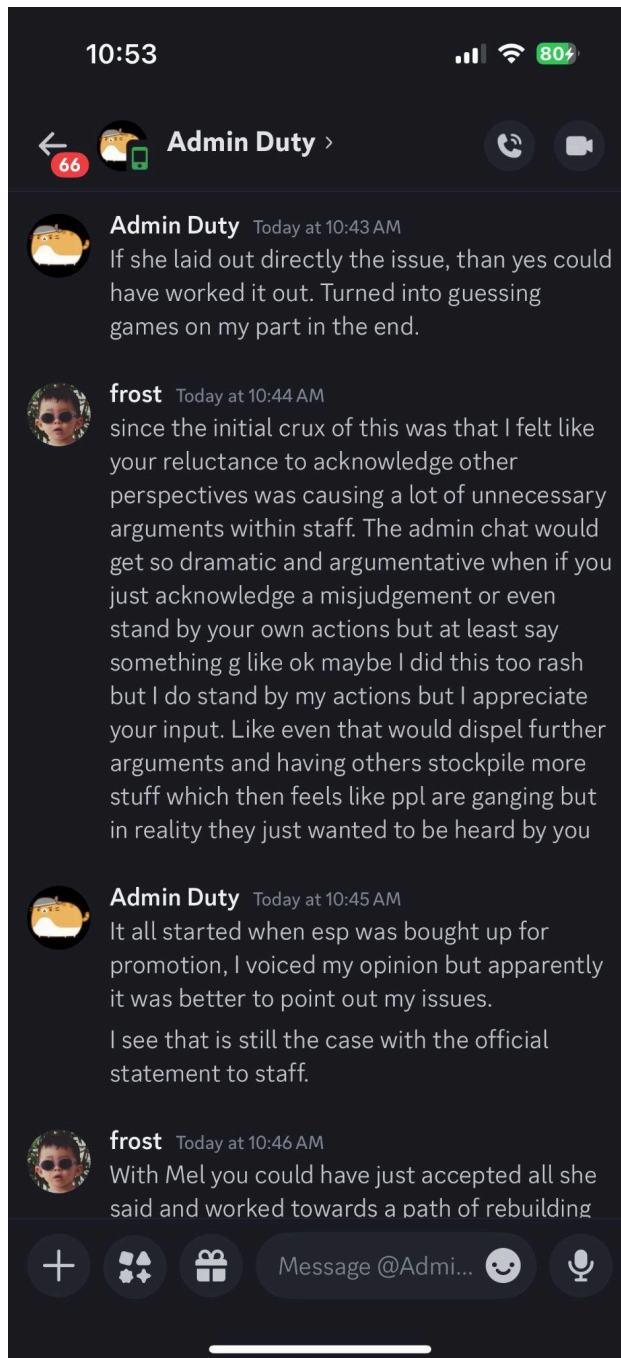 10:53
80
66
Admin Duty
Admin Duty Today at 10:43 AM
If she laid out directly the issue, than yes could
have worked it out. Turned into guessing
games on my part in the end.
frost Today at 10:44 AM
since the initial crux of this was that I felt like
your reluctance to acknowledge other
perspectives was causing a lot of unnecessary
arguments within staff. The admin chat would
get so dramatic and argumentative when if you
just acknowledge a misjudgement or even
stand by your own actions but at least say
something g like ok maybe I did this too rash
but I do stand by my actions but I appreciate
your input. Like even that would dispel further
arguments and having others stockpile more
stuff which then feels like ppl are ganging but
in reality they just wanted to be heard by you
Admin Duty Today at 10:45 AM
It all started when esp was bought up for
promotion, I voiced my opinion but apparently
it was better to point out my issues.
I see that is still the case with the official
statement to staff.
frost Today at 10:46 AM
With Mel you could have just accepted all she
said and worked towards a path of rebuilding
Message @Admi...